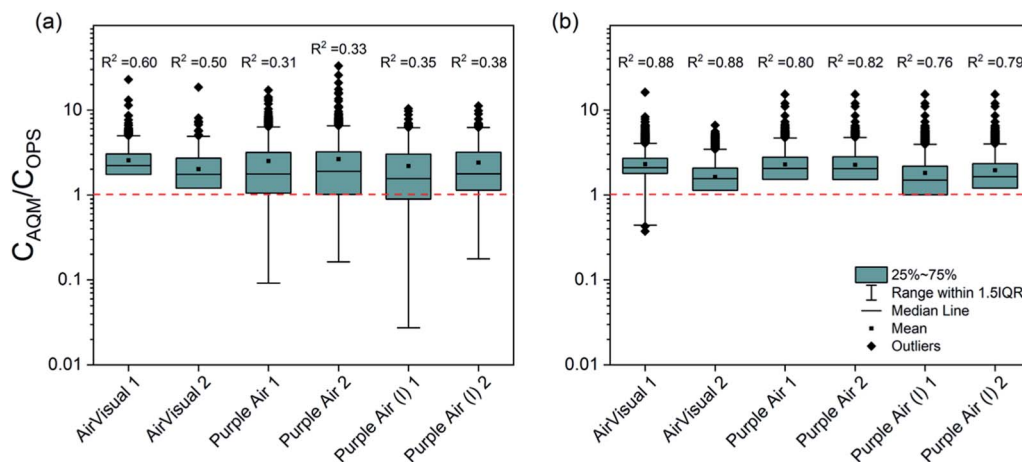 (a)
R² =0.60
R² =0.50
R² =0.31
R² =0.33
R² =0.35
R² =0.38
C_AQM/C_OPS
10
1
0.1
0.01
AirVisual 1
AirVisual 2
Purple Air 1
Purple Air 2
Purple Air (I) 1
Purple Air (I) 2
(b)
R² =0.88
R² =0.88
R² =0.80
R² =0.82
R² =0.76
R² =0.79
10
1
0.1
0.01
25%~75%
Range within 1.5IQR
Median Line
Mean
Outliers
AirVisual 1
AirVisual 2
Purple Air 1
Purple Air 2
Purple Air (I) 1
Purple Air (I) 2